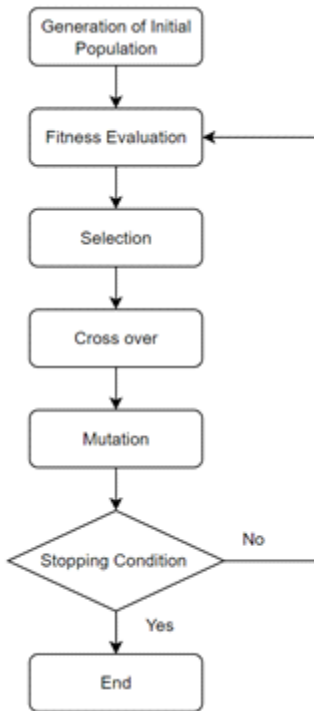 Generation of Initial
Population
Fitness Evaluation
Selection
Cross over
Mutation
Stopping Condition
No
Yes
End